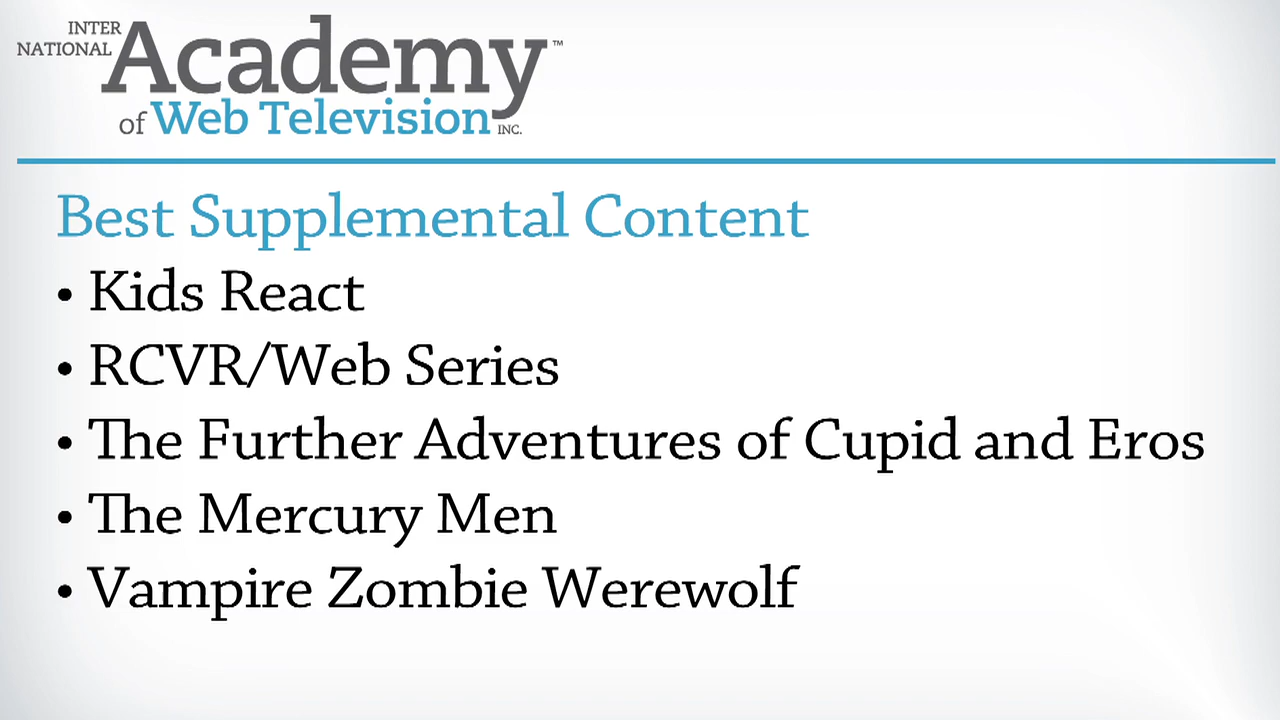 INTER
NATIONAL
Academy™
of Web Television INC.
Best Supplemental Content
• Kids React
• RCVR/Web Series
• The Further Adventures of Cupid and Eros
• The Mercury Men
• Vampire Zombie Werewolf